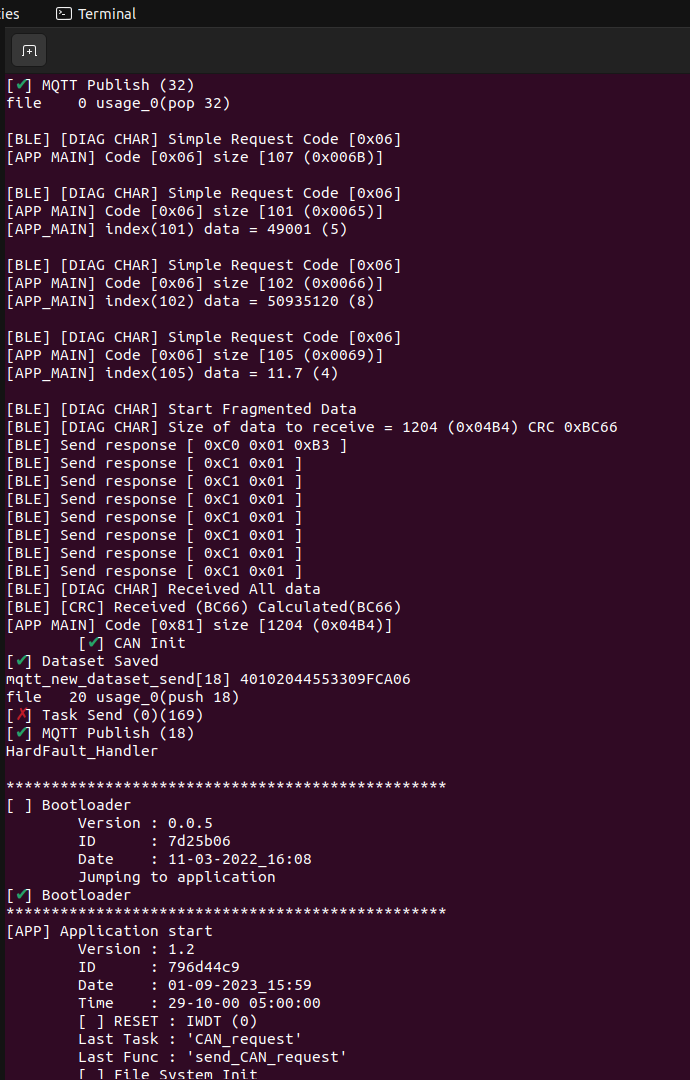 ies Terminal
[✔] MQTT Publish (32)
file    0 usage_0(pop 32)
[BLE] [DIAG CHAR] Simple Request Code [0x06]
[APP MAIN] Code [0x06] size [107 (0x006B)]
[BLE] [DIAG CHAR] Simple Request Code [0x06]
[APP MAIN] Code [0x06] size [101 (0x0065)]
[APP_MAIN] index(101) data = 49001 (5)
[BLE] [DIAG CHAR] Simple Request Code [0x06]
[APP MAIN] Code [0x06] size [102 (0x0066)]
[APP_MAIN] index(102) data = 50935120 (8)
[BLE] [DIAG CHAR] Simple Request Code [0x06]
[APP MAIN] Code [0x06] size [105 (0x0069)]
[APP_MAIN] index(105) data = 11.7 (4)
[BLE] [DIAG CHAR] Start Fragmented Data
[BLE] [DIAG CHAR] Size of data to receive = 1204 (0x04B4) CRC 0xBC66
[BLE] Send response [ 0xC0 0x01 0xB3 ]
[BLE] Send response [ 0xC1 0x01 ]
[BLE] Send response [ 0xC1 0x01 ]
[BLE] Send response [ 0xC1 0x01 ]
[BLE] Send response [ 0xC1 0x01 ]
[BLE] Send response [ 0xC1 0x01 ]
[BLE] Send response [ 0xC1 0x01 ]
[BLE] Send response [ 0xC1 0x01 ]
[BLE] [DIAG CHAR] Received All data
[BLE] [CRC] Received (BC66) Calculated(BC66)
[APP MAIN] Code [0x81] size [1204 (0x04B4)]
[✔] CAN Init
[✔] Dataset Saved
mqtt_new_dataset_send[18] 40102044553309FCA06
file   20 usage_0(push 18)
[✗] Task Send (0)(169)
[✔] MQTT Publish (18)
HardFault_Handler
*************************************************
[ ] Bootloader
Version : 0.0.5
ID      : 7d25b06
Date    : 11-03-2022_16:08
Jumping to application
[✔] Bootloader
*************************************************
[APP] Application start
Version : 1.2
ID      : 796d44c9
Date    : 01-09-2023_15:59
Time    : 29-10-00 05:00:00
[ ] RESET : IWDT (0)
Last Task : 'CAN_request'
Last Func : 'send_CAN_request'
[ ] File System Init